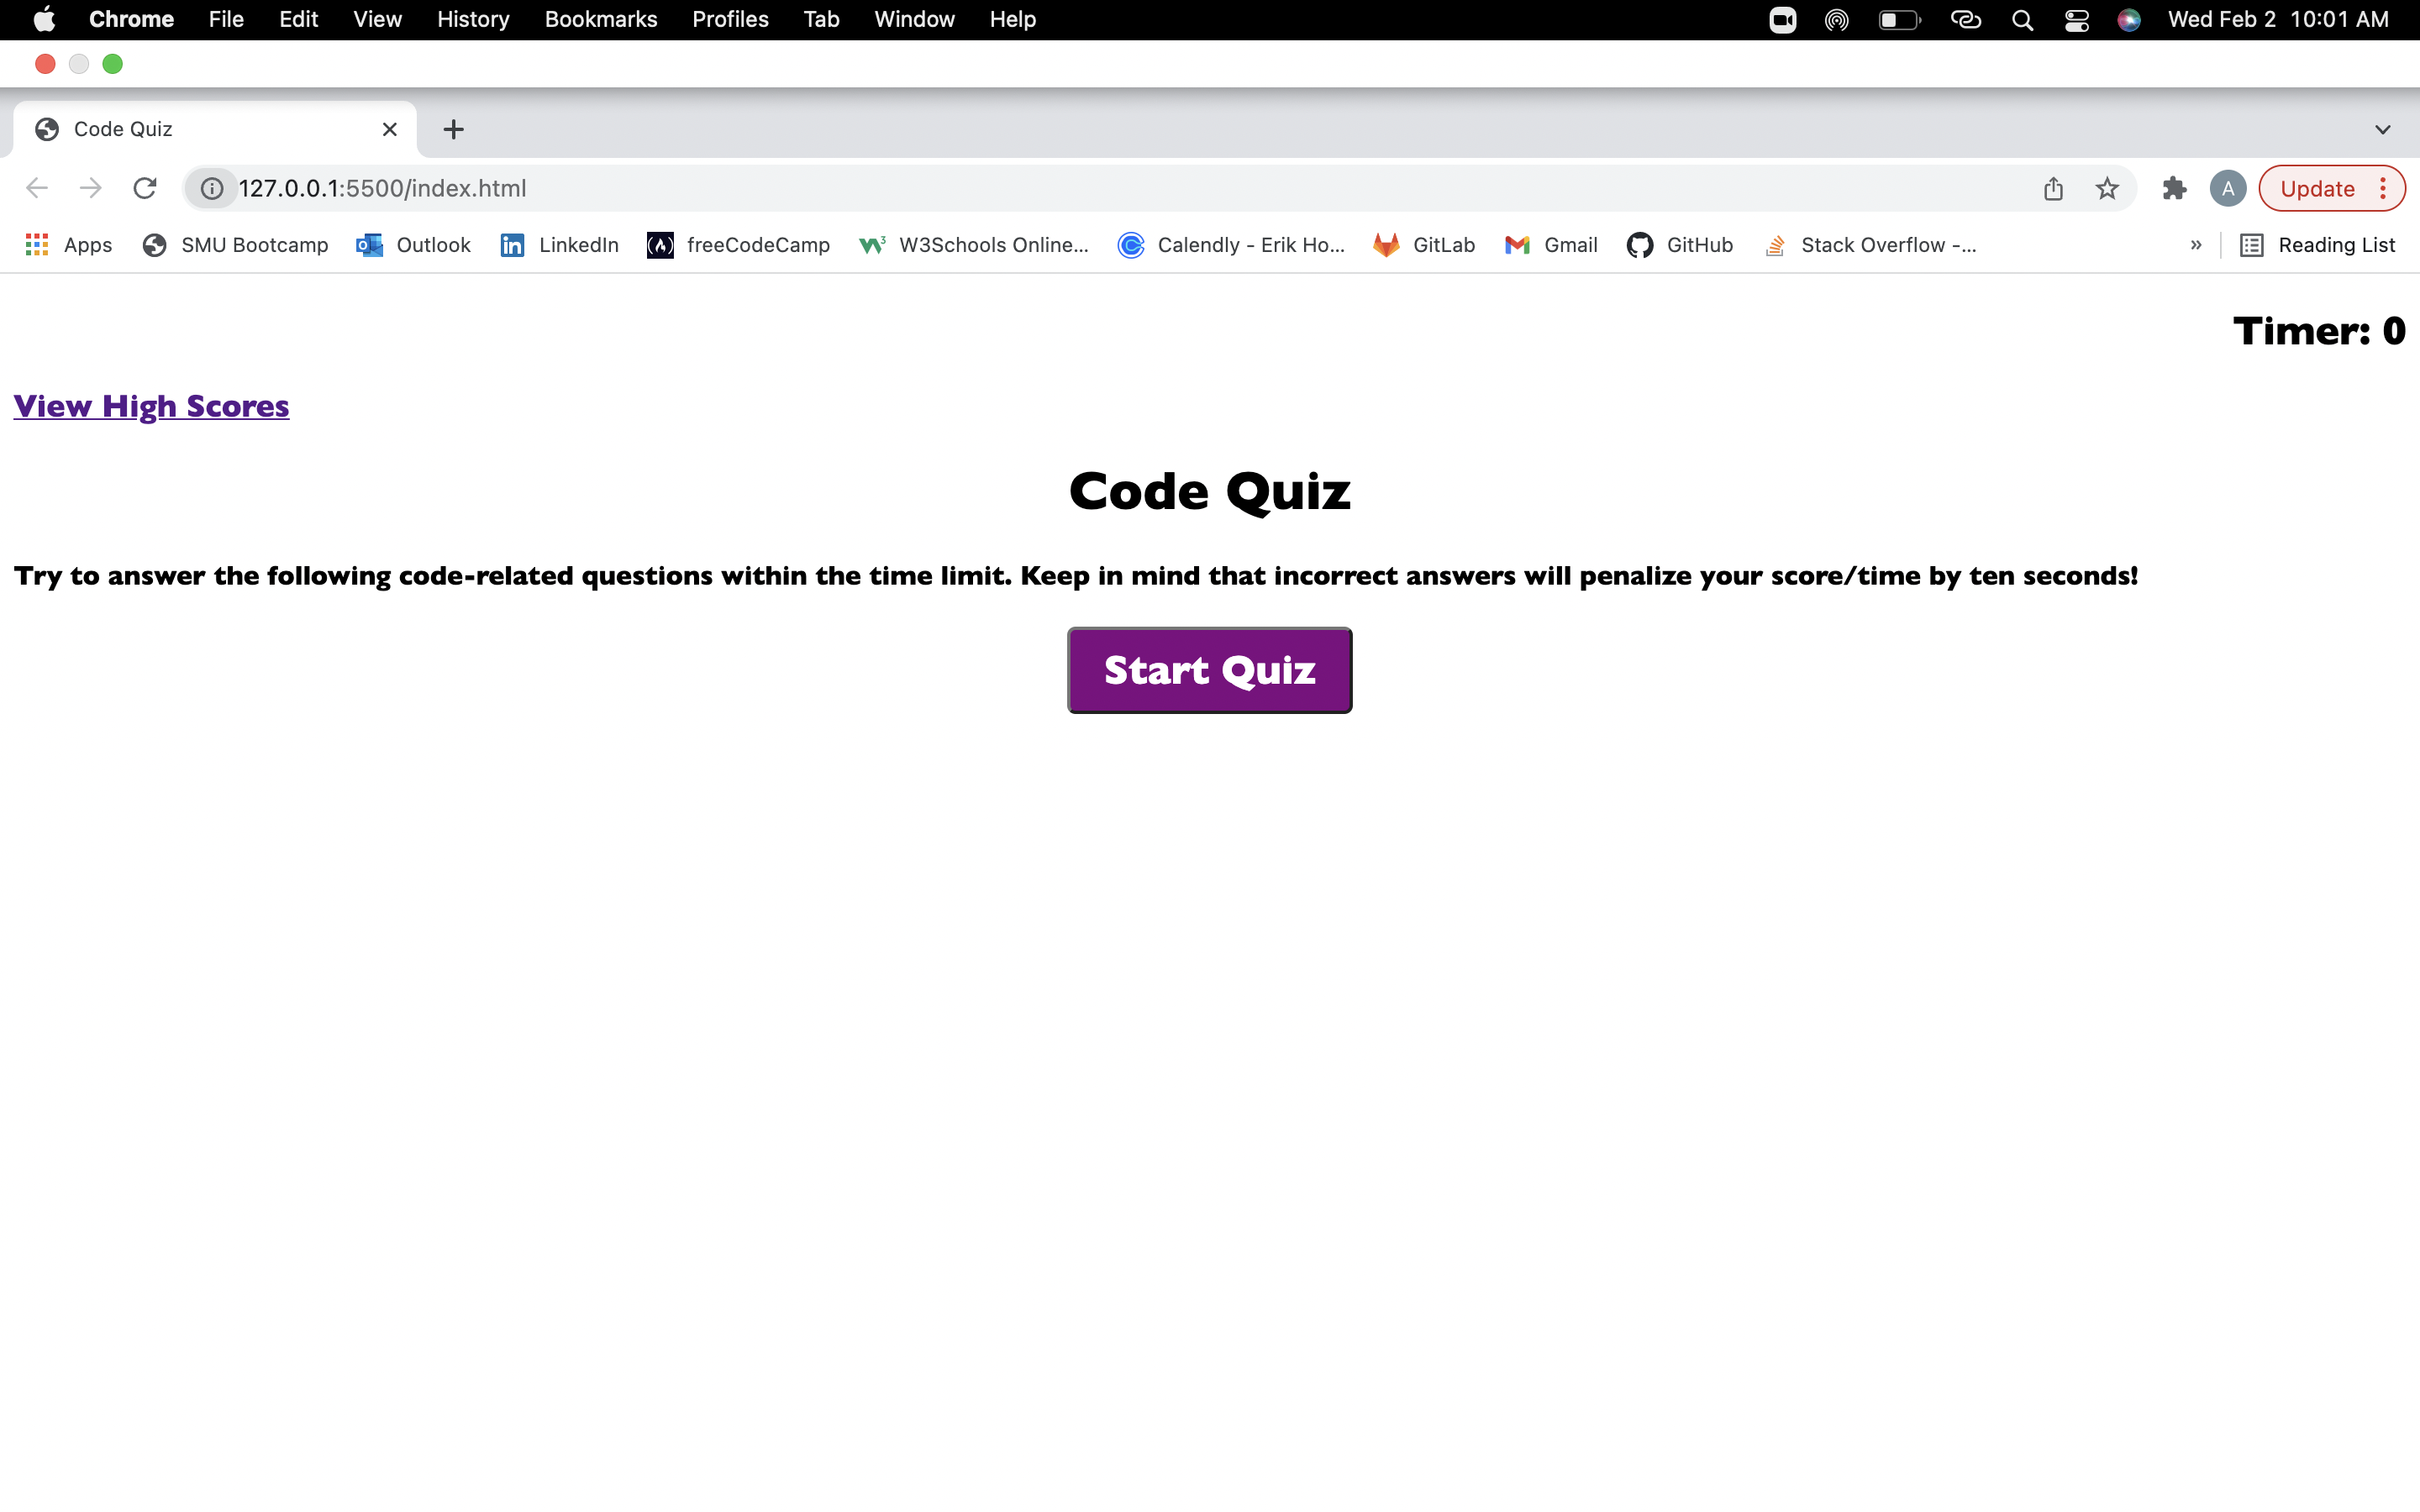 Chrome File Edit View History Bookmarks Profiles Tab Window Help Wed Feb 2 10:01 AM
Code Quiz
127.0.0.1:5500/index.html A Update
Apps SMU Bootcamp Outlook LinkedIn freeCodeCamp W3Schools Online... Calendly - Erik Ho... GitLab Gmail GitHub Stack Overflow -... » Reading List
Timer: 0
View High Scores
Code Quiz
Try to answer the following code-related questions within the time limit. Keep in mind that incorrect answers will penalize your score/time by ten seconds!
Start Quiz